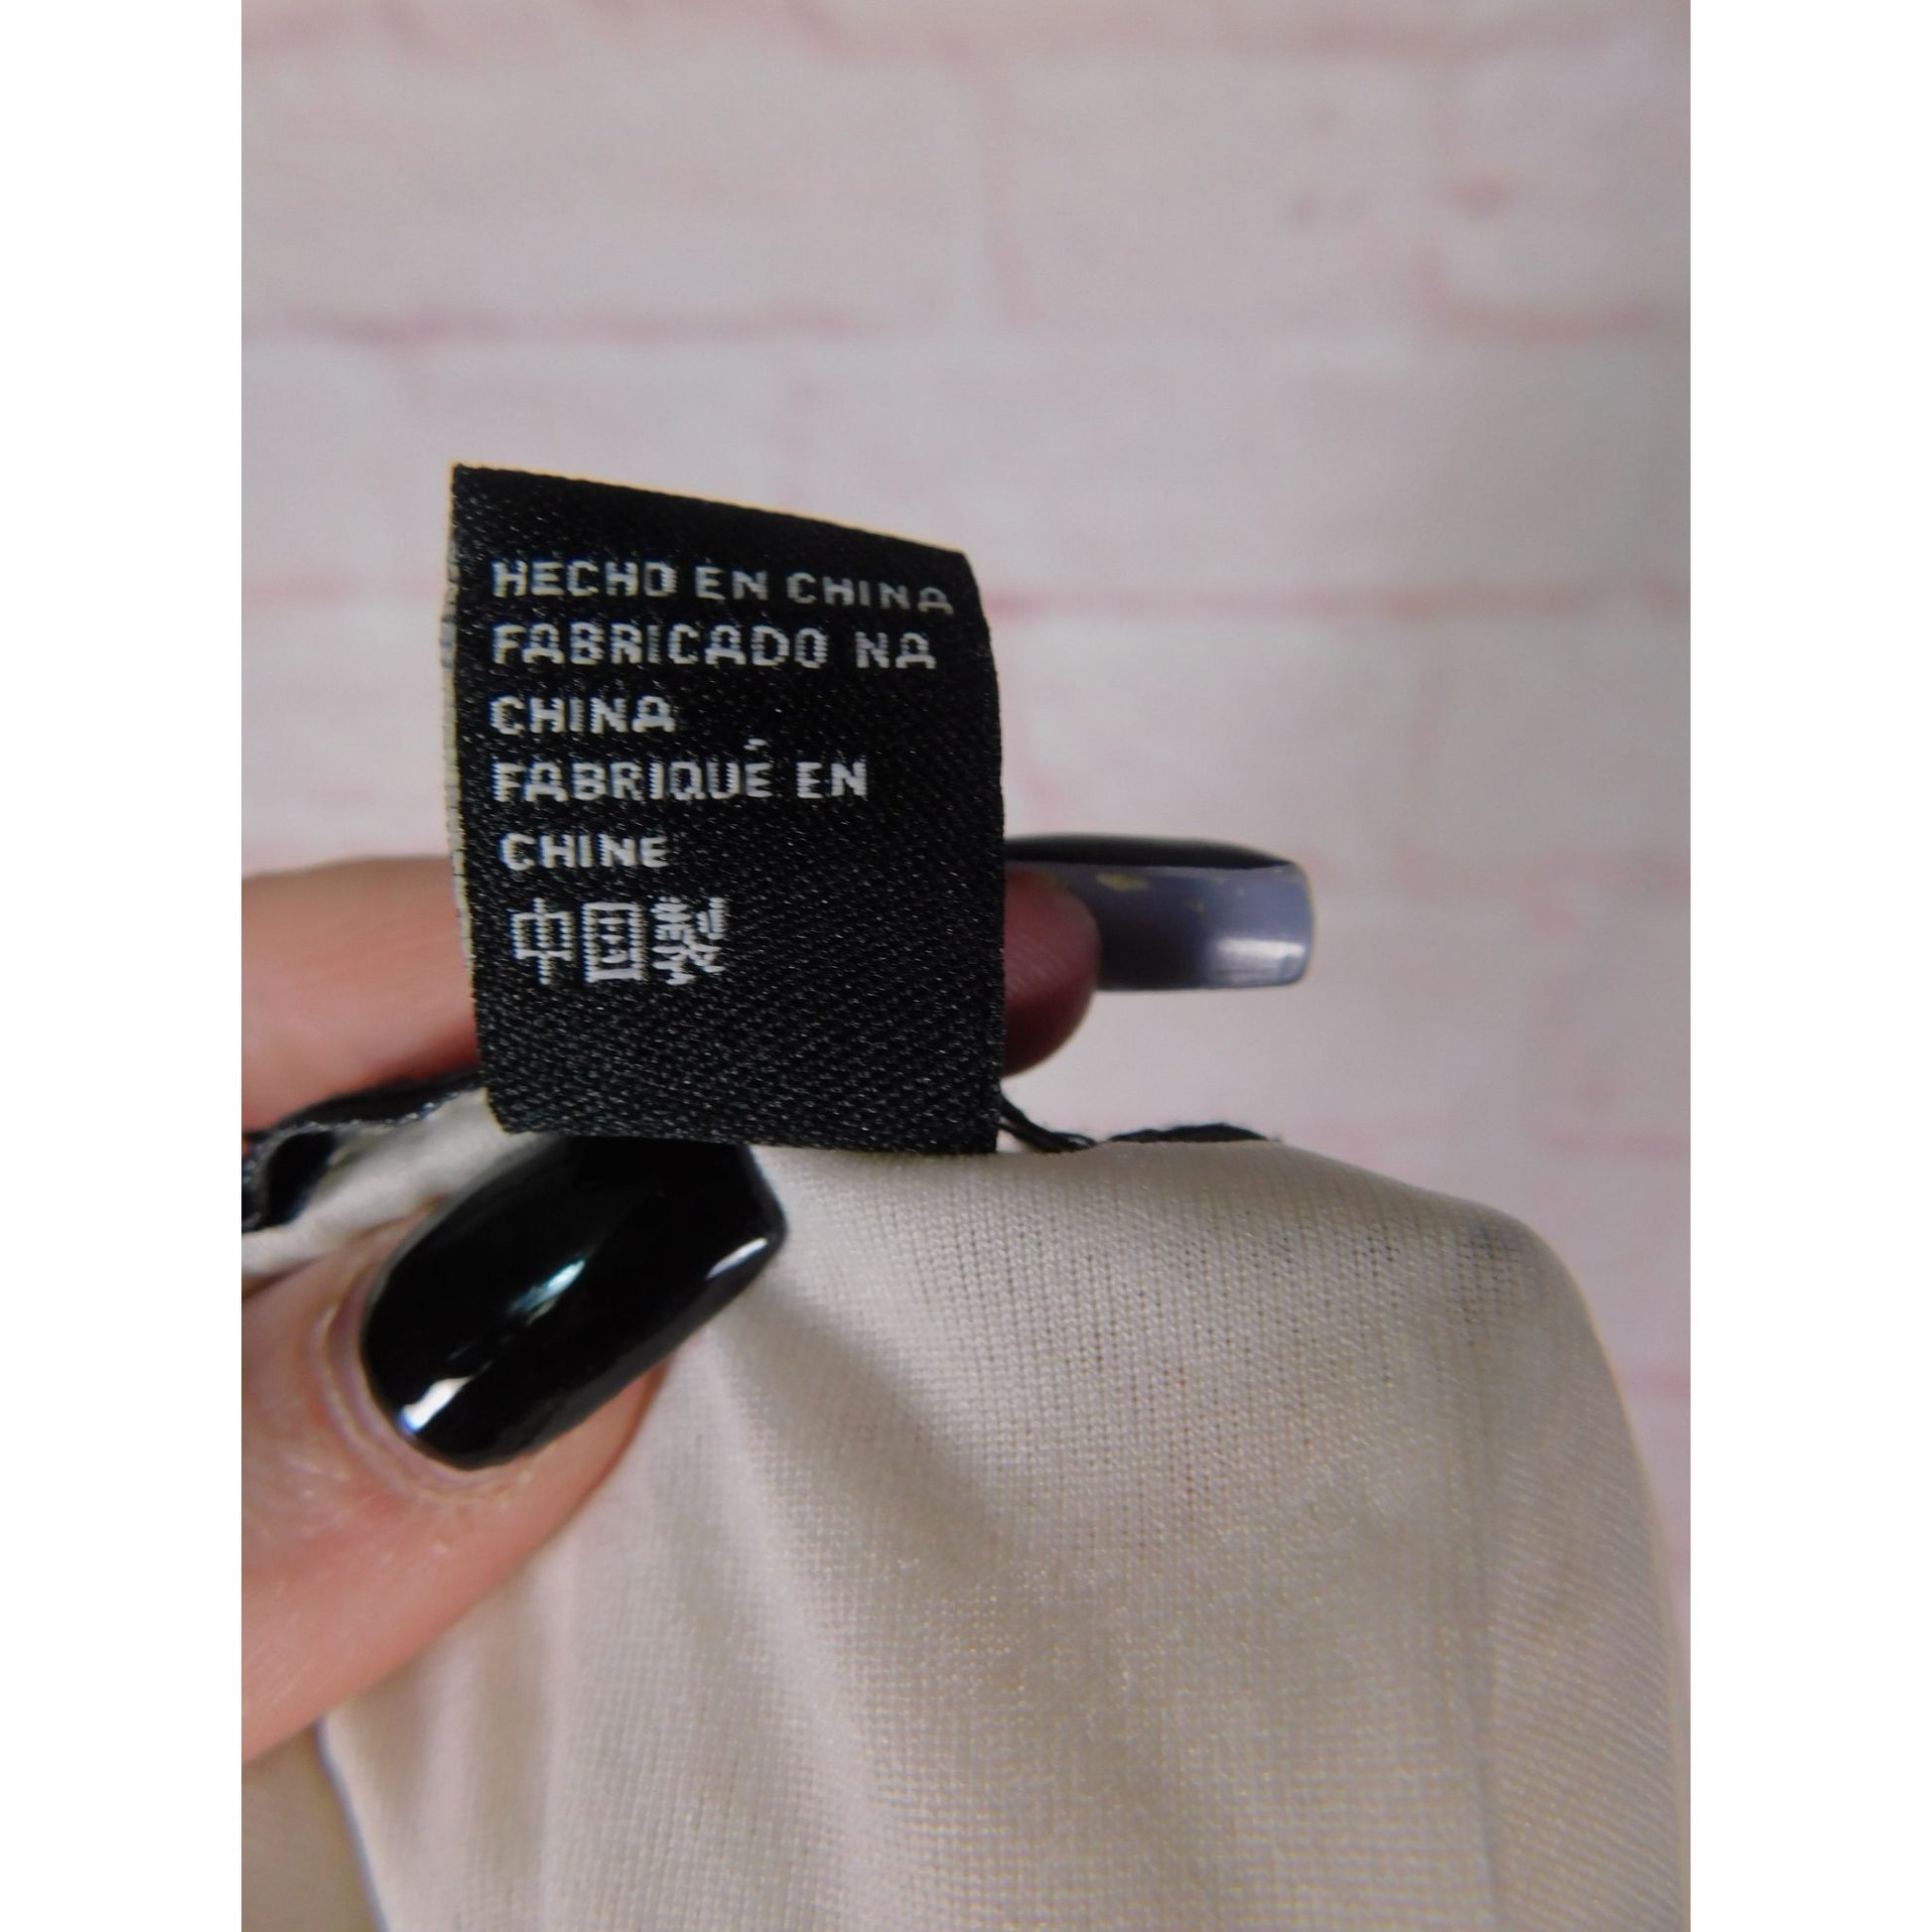 HECHO EN CHINA
FABRICADO NA
CHINA
FABRIQUÉ EN
CHINE
中国製